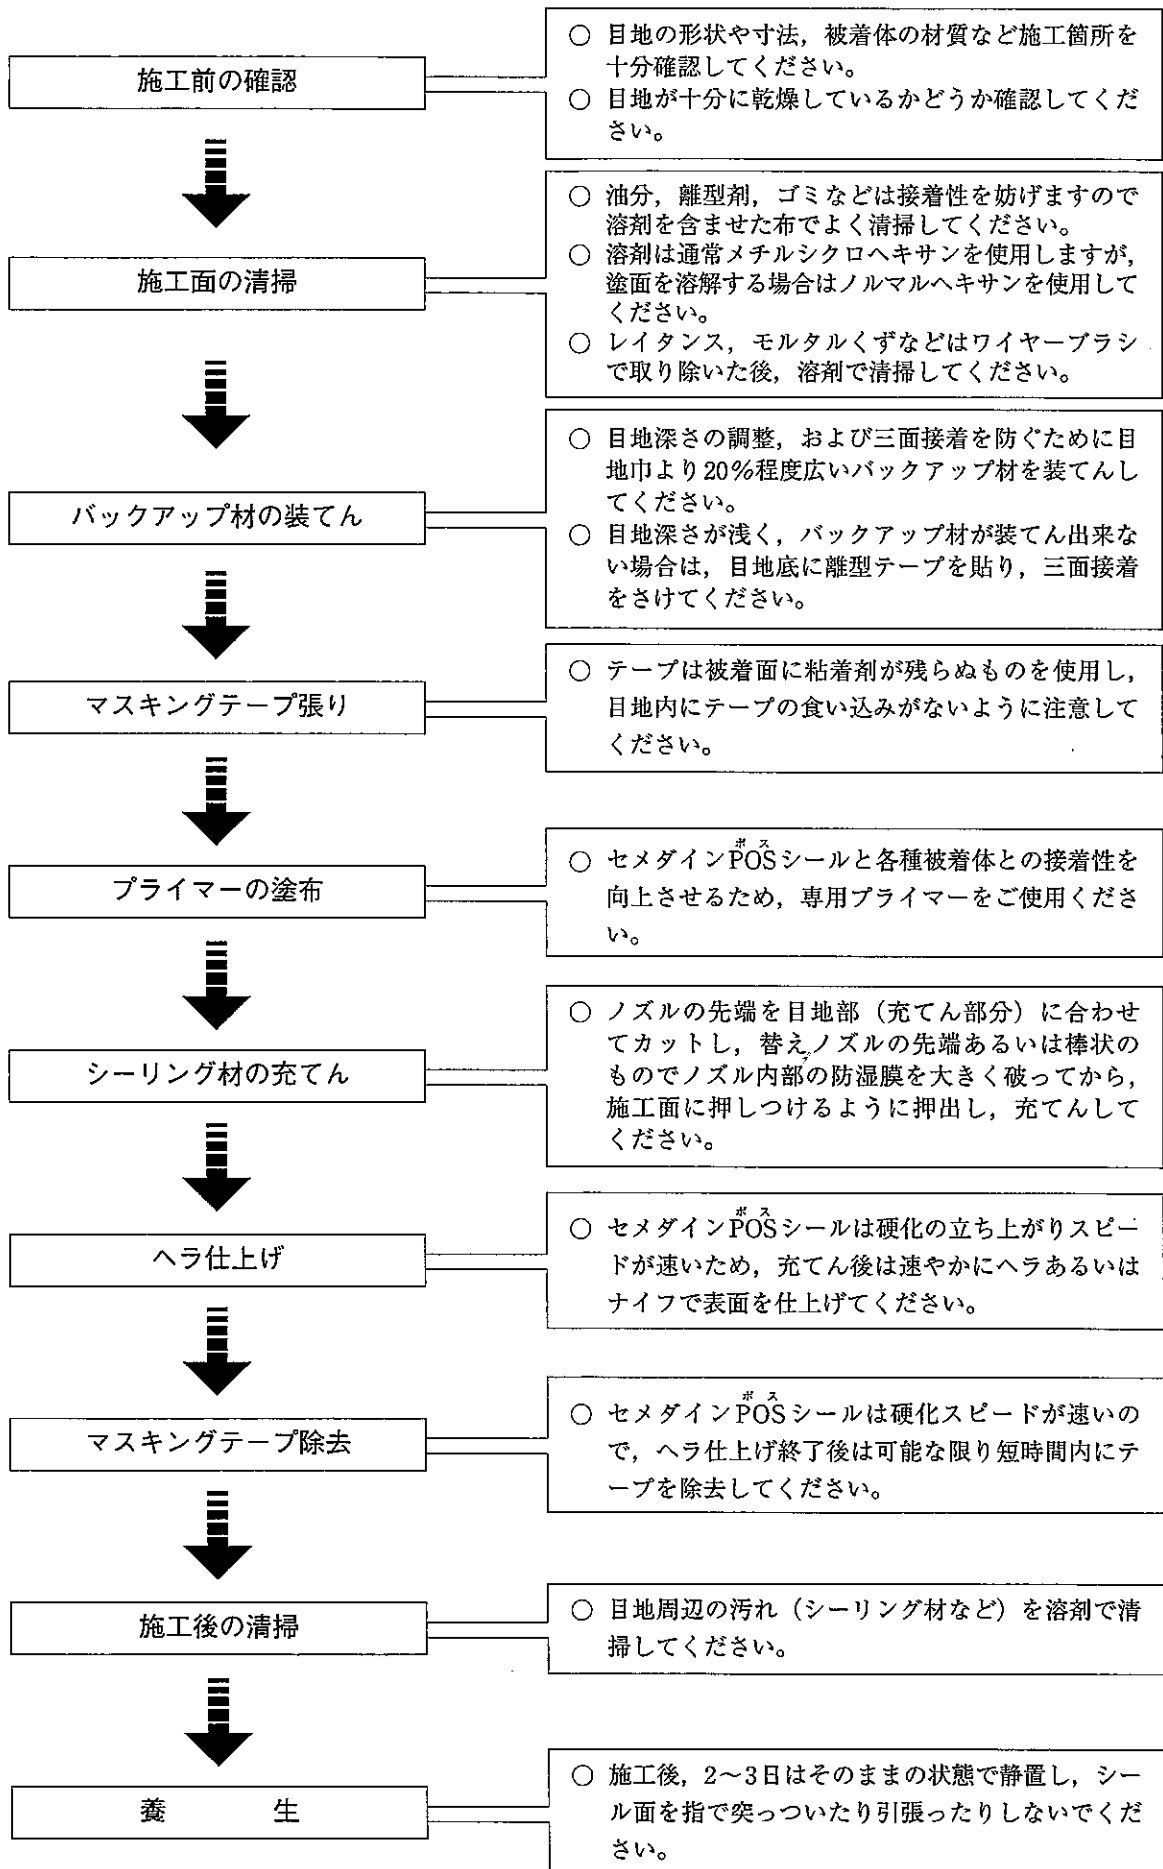 施工前の確認
○ 目地の形状や寸法，被着体の材質など施工箇所を
十分確認してください。
○ 目地が十分に乾燥しているかどうか確認してくだ
さい。
施工面の清掃
○ 油分，離型剤，ゴミなどは接着性を妨げますので
溶剤を含ませた布でよく清掃してください。
○ 溶剤は通常メチルシクロヘキサンを使用しますが，
塗面を溶解する場合はノルマルヘキサンを使用して
ください。
○ レイタンス，モルタルくずなどはワイヤーブラシ
で取り除いた後，溶剤で清掃してください。
バックアップ材の装てん
○ 目地深さの調整，および三面接着を防ぐために目
地巾より20%程度広いバックアップ材を装てんし
てください。
○ 目地深さが浅く，バックアップ材が装てん出来な
い場合は，目地底に離型テープを貼り，三面接着
をさけてください。
マスキングテープ張り
○ テープは被着面に粘着剤が残らぬものを使用し，
目地内にテープの食い込みがないように注意して
ください。
プライマーの塗布
ポス
○ セメダインPOSシールと各種被着体との接着性を
向上させるため，専用プライマーをご使用くださ
い。
シーリング材の充てん
○ ノズルの先端を目地部（充てん部分）に合わせ
てカットし，替えノズルの先端あるいは棒状の
ものでノズル内部の防湿膜を大きく破ってから，
施工面に押しつけるように押出し，充てんして
ください。
ヘラ仕上げ
ポス
○ セメダインPOSシールは硬化の立ち上がりスピー
ドが速いため，充てん後は速やかにヘラあるいは
ナイフで表面を仕上げてください。
マスキングテープ除去
ポス
○ セメダインPOSシールは硬化スピードが速いの
で，ヘラ仕上げ終了後は可能な限り短時間内にテ
ープを除去してください。
施工後の清掃
○ 目地周辺の汚れ（シーリング材など）を溶剤で清
掃してください。
養 生
○ 施工後，2～3日はそのままの状態で静置し，シー
ル面を指で突っついたり引張ったりしないでくだ
さい。